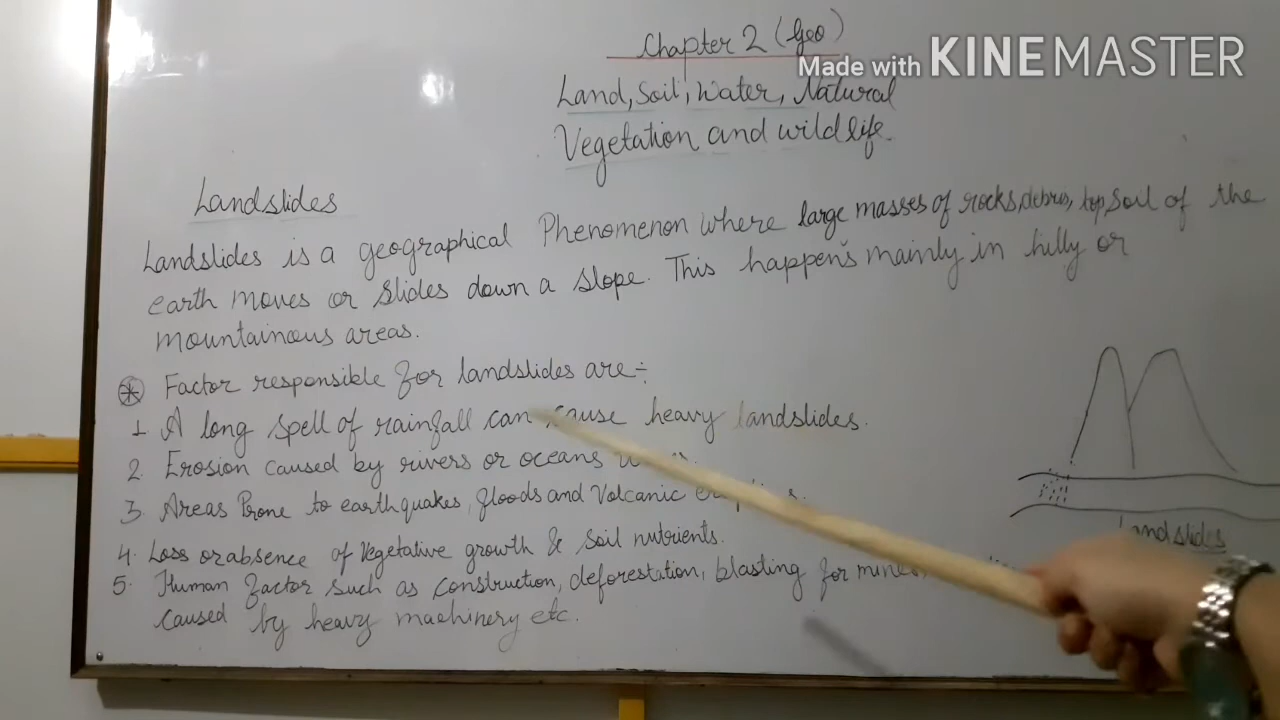 Chapter 2 (Geo)
Made with KINEMASTER
Land, Soil, Water, Natural
Vegetation and wildlife.
Landslides
Landslides is a geographical Phenomenon where large masses of rocks, debris, top soil of the
earth moves or slides down a slope. This happens mainly in hilly or
mountainous areas.
Factor responsible for landslides are÷
1 A long spell of rainfall can cause heavy landslides.
2. Erosion caused by rivers or oceans
3. Areas Prone to earthquakes, floods and Volcanic
4. Loss or absence of Vegetative growth & Soil nutrients.
5. Human factor such as construction, deforestation, blasting for mines,
caused by heavy machinery etc.
Landslides